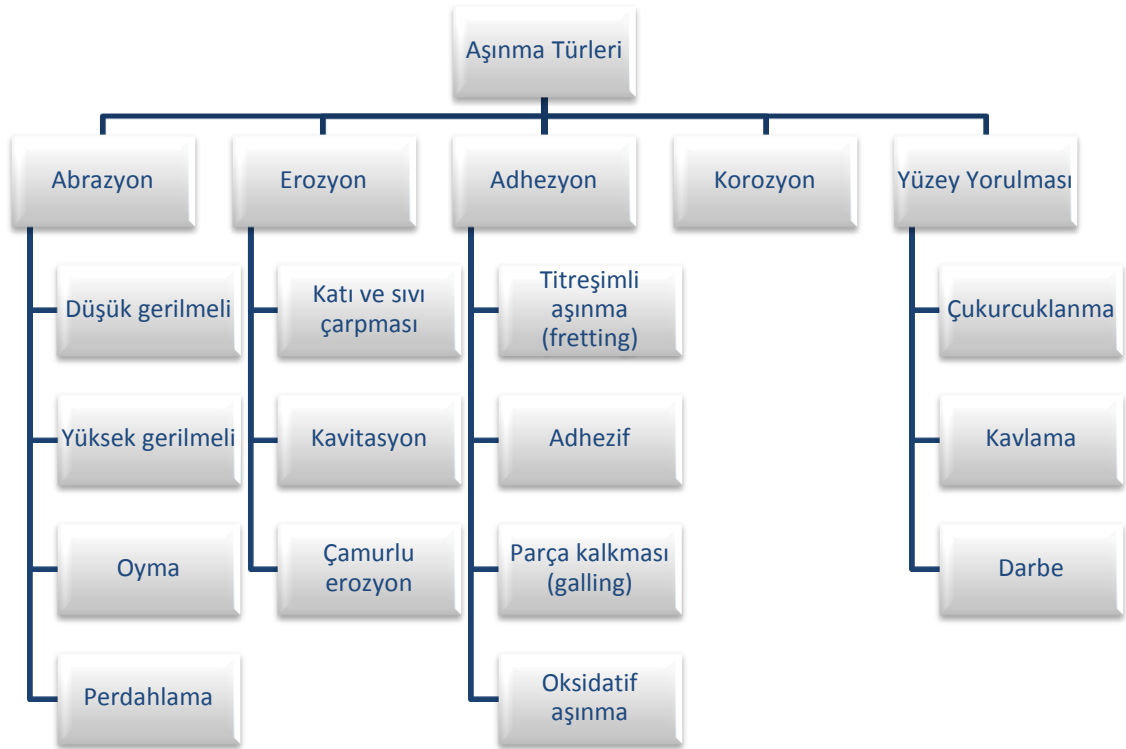 Aşınma Türleri
Abrazyon
Düşük gerilmeli
Yüksek gerilmeli
Oyma
Perdahlama
Erozyon
Katı ve sıvı
çarpması
Kavitasyon
Çamurlu
erozyon
Adhezyon
Titreşimli
aşınma
(fretting)
Adhezif
Parça kalkması
(galling)
Oksidatif
aşınma
Korozyon
Yüzey Yorulması
Çukurcuklanma
Kavlama
Darbe